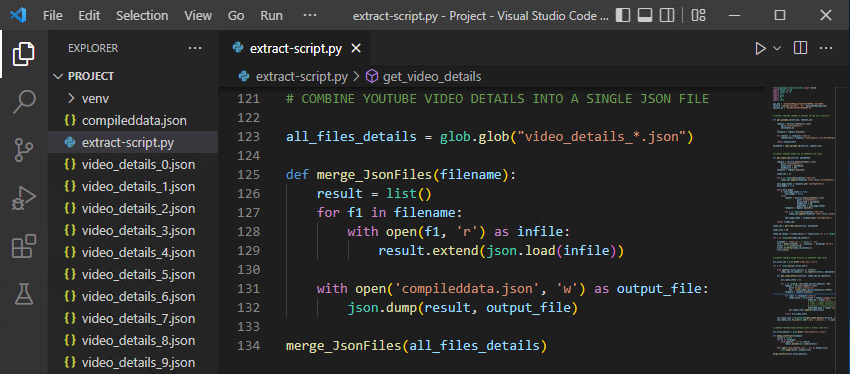 File Edit Selection View Go Run ··· extract-script.py - Project - Visual Studio Code ...
EXPLORER ···
PROJECT
venv
compileddata.json
extract-script.py
video_details_0.json
video_details_1.json
video_details_2.json
video_details_3.json
video_details_4.json
video_details_5.json
video_details_6.json
video_details_7.json
video_details_8.json
video_details_9.json
extract-script.py
extract-script.py > get_video_details
121 # COMBINE YOUTUBE VIDEO DETAILS INTO A SINGLE JSON FILE
122
123 all_files_details = glob.glob("video_details_*.json")
124
125 def merge_JsonFiles(filename):
126 result = list()
127 for f1 in filename:
128 with open(f1, 'r') as infile:
129 result.extend(json.load(infile))
130
131 with open('compileddata.json', 'w') as output_file:
132 json.dump(result, output_file)
133
134 merge_JsonFiles(all_files_details)